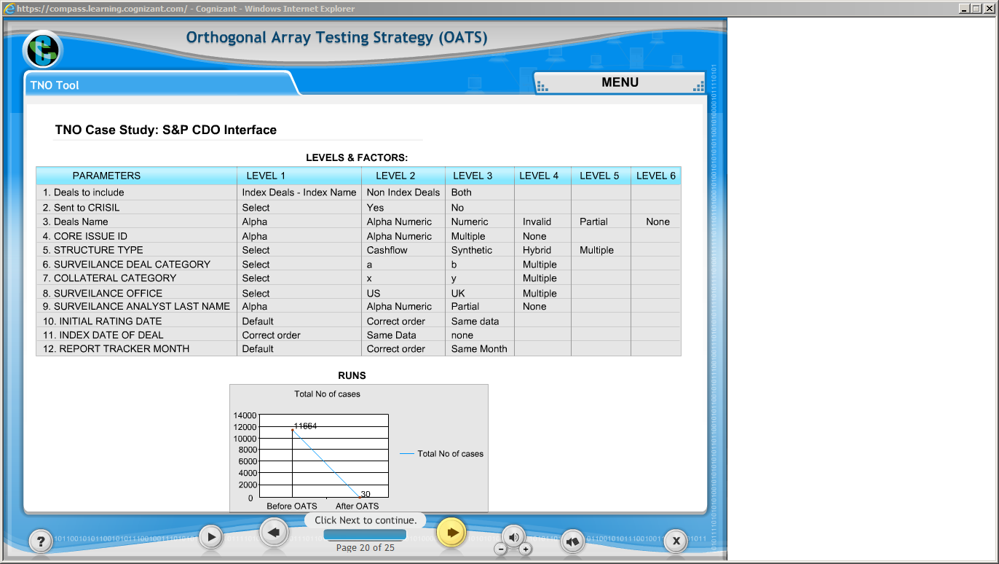 https://compass.learning.cognizant.com/ - Cognizant - Windows Internet Explorer
Orthogonal Array Testing Strategy (OATS)
TNO Tool
MENU
TNO Case Study: S&P CDO Interface
LEVELS & FACTORS:
PARAMETERS LEVEL 1 LEVEL 2 LEVEL 3 LEVEL 4 LEVEL 5 LEVEL 6
1. Deals to include Index Deals - Index Name Non Index Deals Both
2. Sent to CRISIL Select Yes No
3. Deals Name Alpha Alpha Numeric Numeric Invalid Partial None
4. CORE ISSUE ID Alpha Alpha Numeric Multiple None
5. STRUCTURE TYPE Select Cashflow Synthetic Hybrid Multiple
6. SURVEILANCE DEAL CATEGORY Select a b Multiple
7. COLLATERAL CATEGORY Select x y Multiple
8. SURVEILANCE OFFICE Select US UK Multiple
9. SURVEILANCE ANALYST LAST NAME Alpha Alpha Numeric Partial None
10. INITIAL RATING DATE Default Correct order Same data
11. INDEX DATE OF DEAL Correct order Same Data none
12. REPORT TRACKER MONTH Default Correct order Same Month
RUNS
Total No of cases
14000
12000
10000
8000
6000
4000
2000
0
11664
30
Before OATS After OATS
Total No of cases
Click Next to continue.
Page 20 of 25
?
X